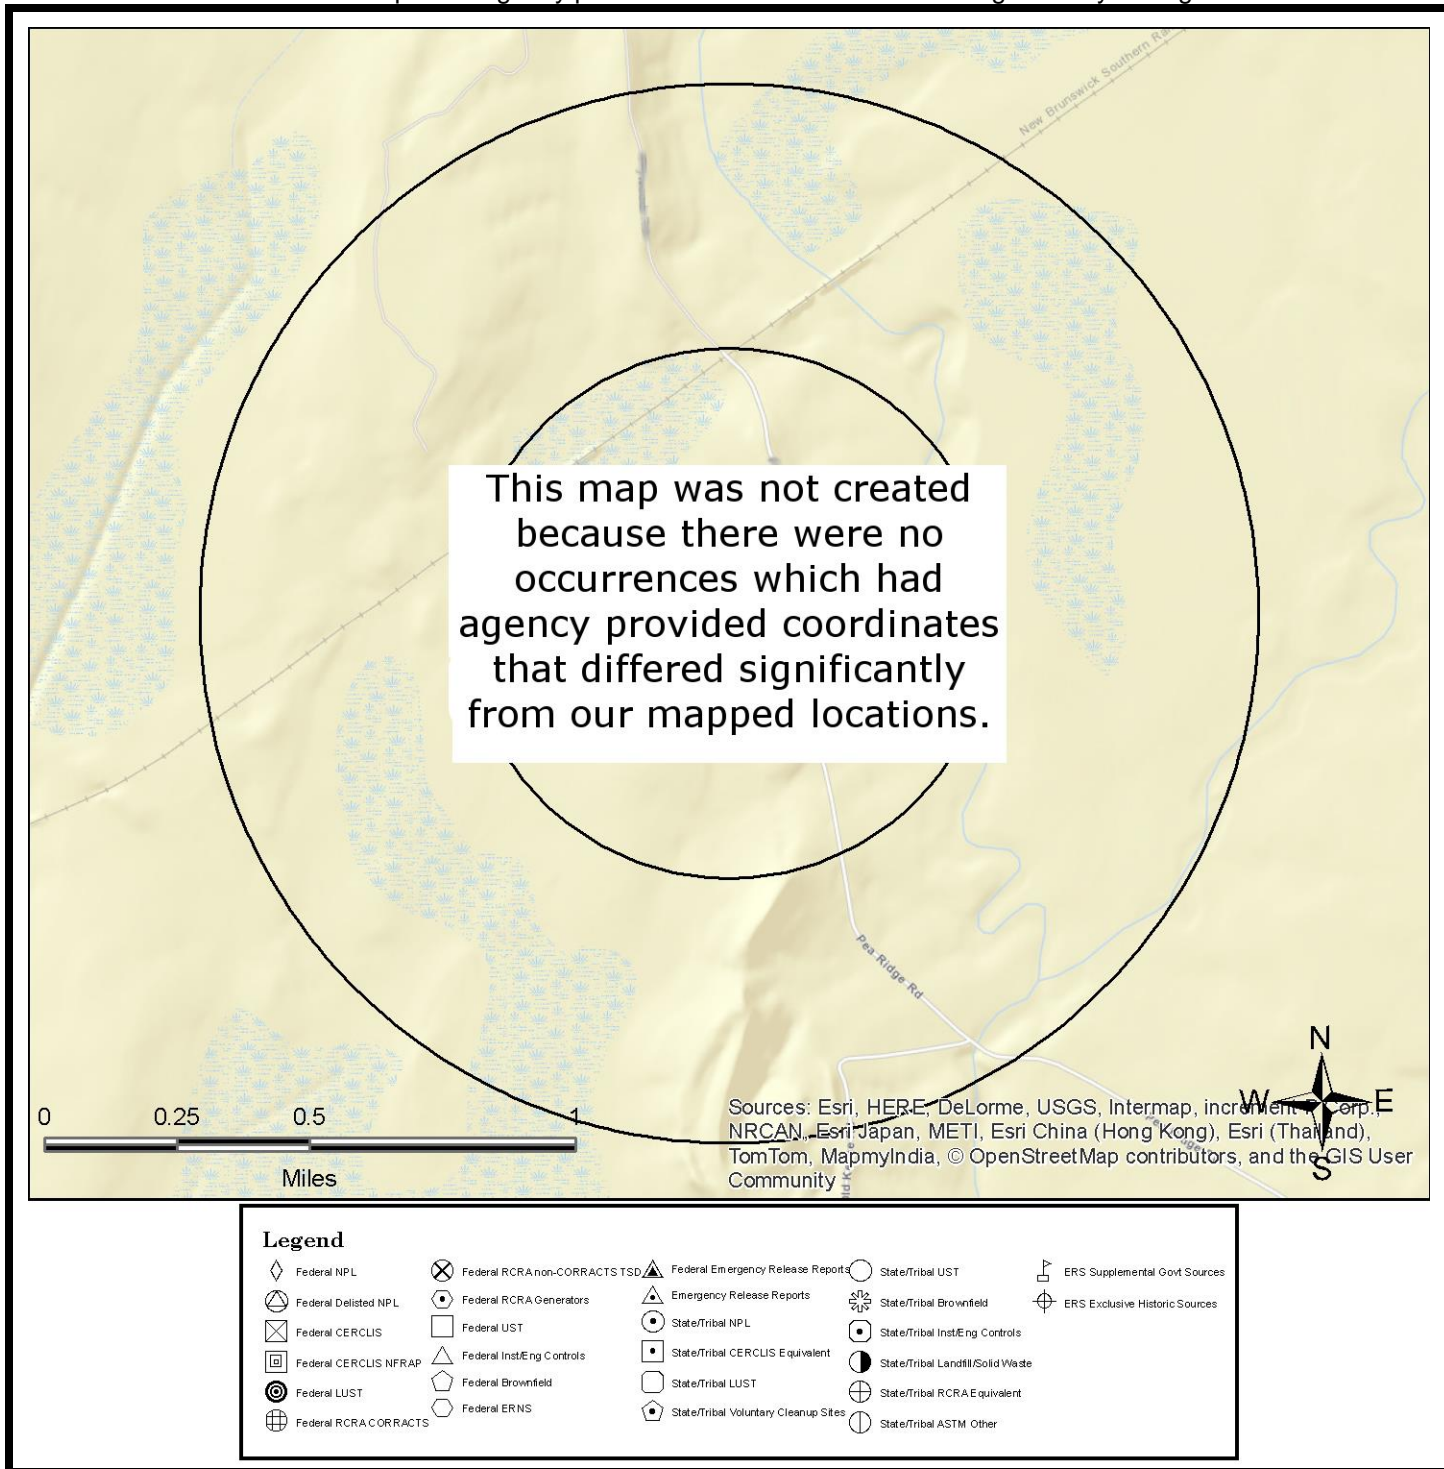 New Brunswick Southern Ra
This map was not created
because there were no
occurrences which had
agency provided coordinates
that differed significantly
from our mapped locations.
Pea Ridge Rd
N
W
E
S
0 0.25 0.5 1
Miles
Sources: Esri, HERE, DeLorme, USGS, Intermap, increment P Corp.,
NRCAN, Esri Japan, METI, Esri China (Hong Kong), Esri (Thailand),
TomTom, MapmyIndia, © OpenStreetMap contributors, and the GIS User
Community
Legend
Federal NPL
Federal Delisted NPL
Federal CERCLIS
Federal CERCLIS NFRAP
Federal LUST
Federal RCRA CORRACTS
Federal RCRA non-CORRACTS TSD
Federal RCRA Generators
Federal UST
Federal Inst/Eng Controls
Federal Brownfield
Federal ERNS
Federal Emergency Release Reports
Emergency Release Reports
State/Tribal NPL
State/Tribal CERCLIS Equivalent
State/Tribal LUST
State/Tribal Voluntary Cleanup Sites
State/Tribal UST
State/Tribal Brownfield
State/Tribal Inst/Eng Controls
State/Tribal Landfill/Solid Waste
State/Tribal RCRA Equivalent
State/Tribal ASTM Other
ERS Supplemental Govt Sources
ERS Exclusive Historic Sources